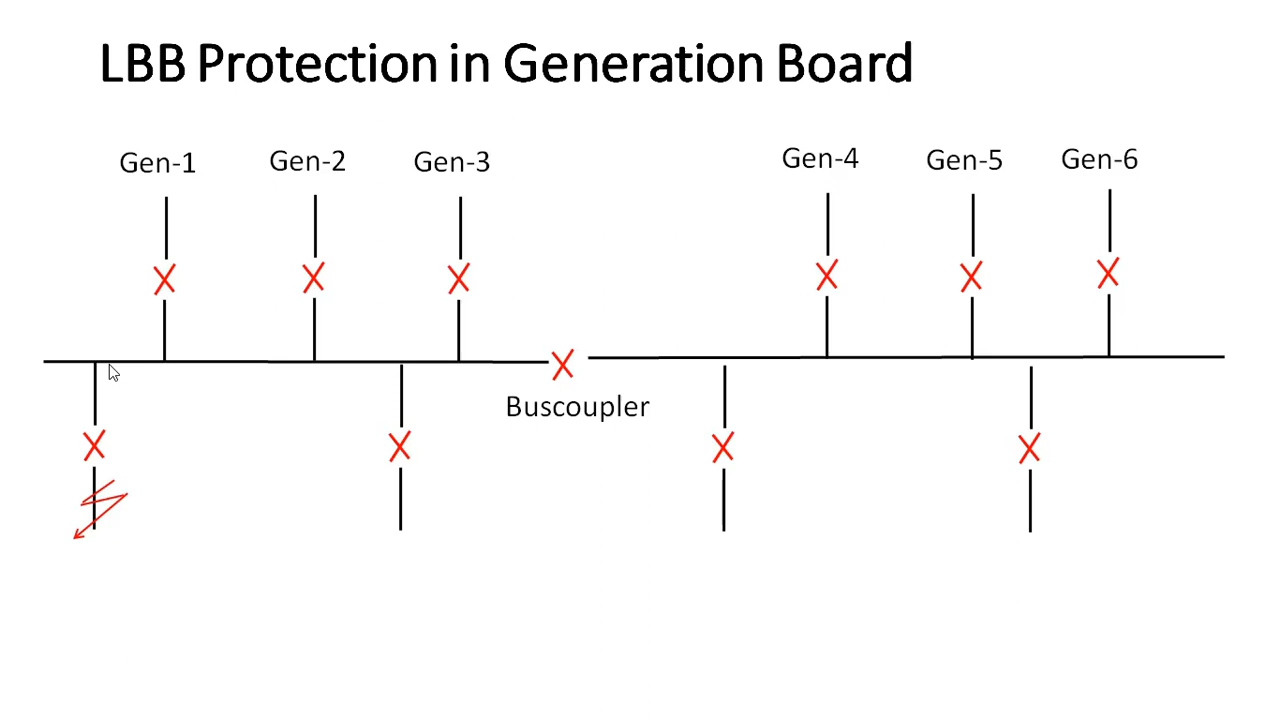 LBB Protection in Generation Board
Gen-1
Gen-2
Gen-3
Gen-4
Gen-5
Gen-6
Buscoupler